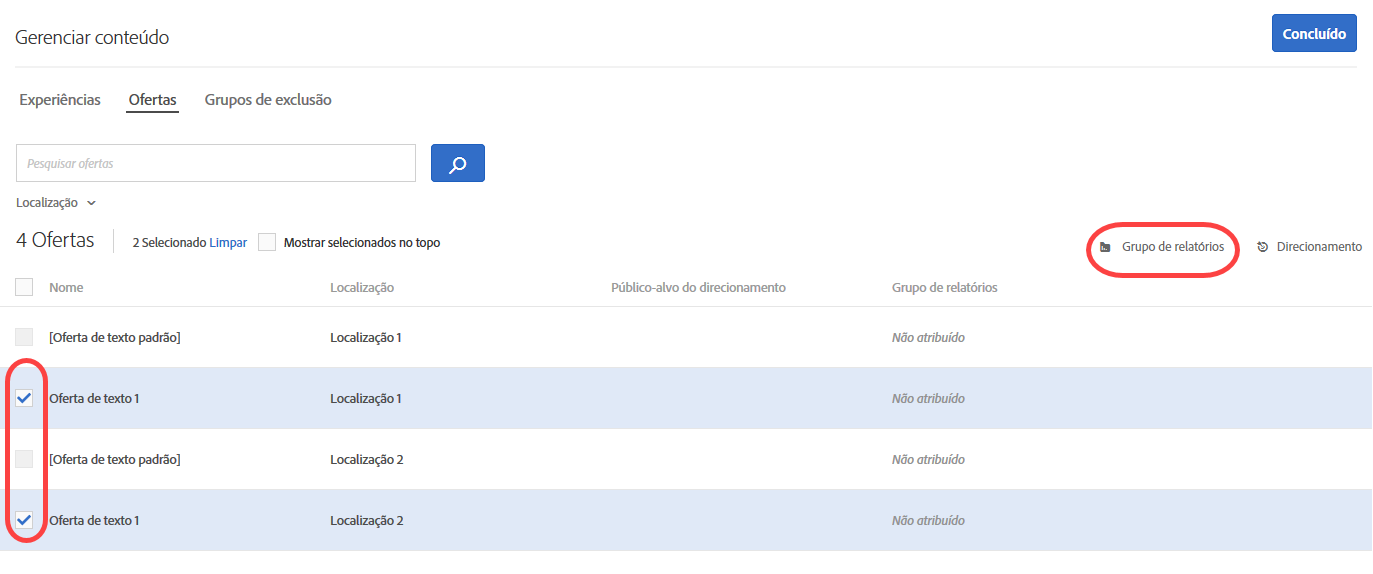 Gerenciar conteúdo
Concluído
Experiências Ofertas Grupos de exclusão
Pesquisar ofertas
Localização
4 Ofertas 2 Selecionado Limpar Mostrar selecionados no topo Grupo de relatórios Direcionamento
Nome Localização Público-alvo do direcionamento Grupo de relatórios
[Oferta de texto padrão] Localização 1 Não atribuído
Oferta de texto 1 Localização 1 Não atribuído
[Oferta de texto padrão] Localização 2 Não atribuído
Oferta de texto 1 Localização 2 Não atribuído